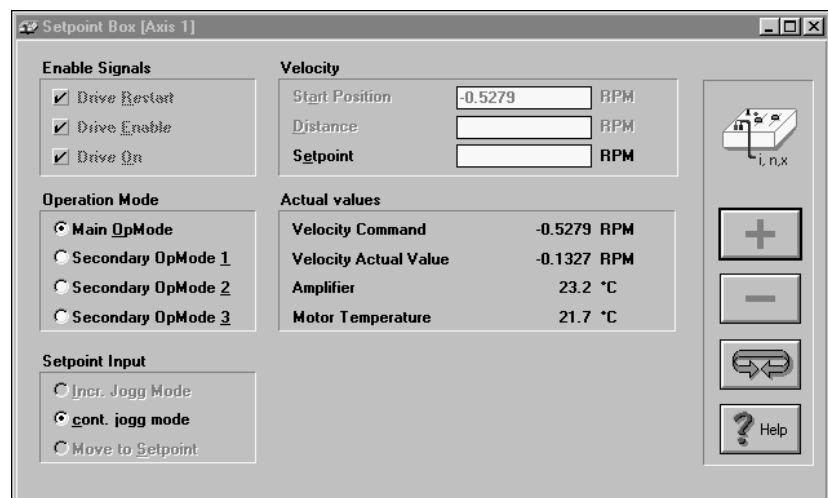 Setpoint Box [Axis 1]
Enable Signals
Drive Restart
Drive Enable
Drive On
Velocity
Start Position -0.5279 RPM
Distance RPM
Setpoint RPM
i, n,x
Operation Mode
Main OpMode
Secondary OpMode 1
Secondary OpMode 2
Secondary OpMode 3
Actual values
Velocity Command -0.5279 RPM
Velocity Actual Value -0.1327 RPM
Amplifier 23.2 °C
Motor Temperature 21.7 °C
Setpoint Input
Incr. Jogg Mode
cont. jogg mode
Move to Setpoint
Help